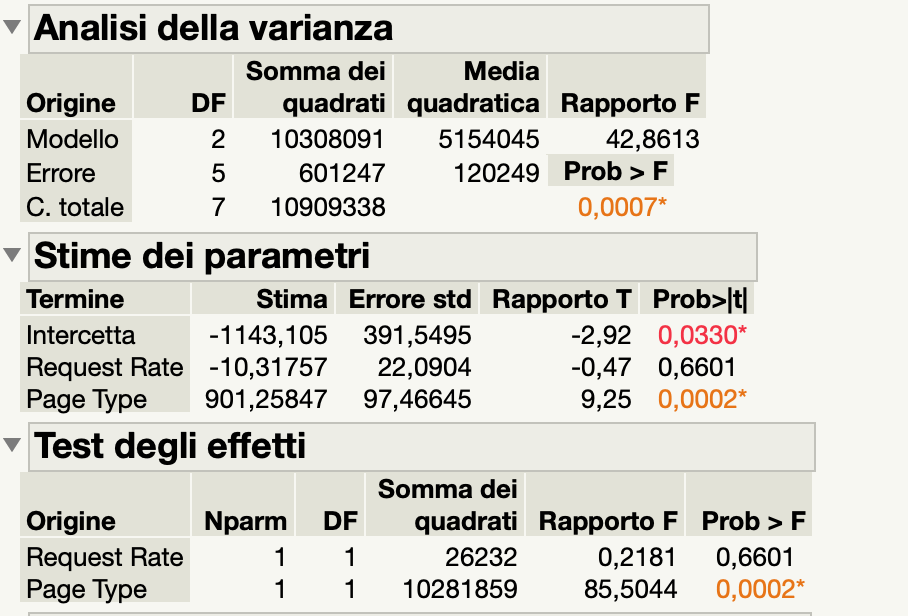 Analisi della varianza
Somma dei Media
Origine DF quadrati quadratica Rapporto F
Modello 2 10308091 5154045 42,8613
Errore 5 601247 120249 Prob > F
C. totale 7 10909338 0,0007*
Stime dei parametri
Termine Stima Errore std Rapporto T Prob>|t|
Intercetta -1143,105 391,5495 -2,92 0,0330*
Request Rate -10,31757 22,0904 -0,47 0,6601
Page Type 901,25847 97,46645 9,25 0,0002*
Test degli effetti
Somma dei
Origine Nparm DF quadrati Rapporto F Prob > F
Request Rate 1 1 26232 0,2181 0,6601
Page Type 1 1 10281859 85,5044 0,0002*